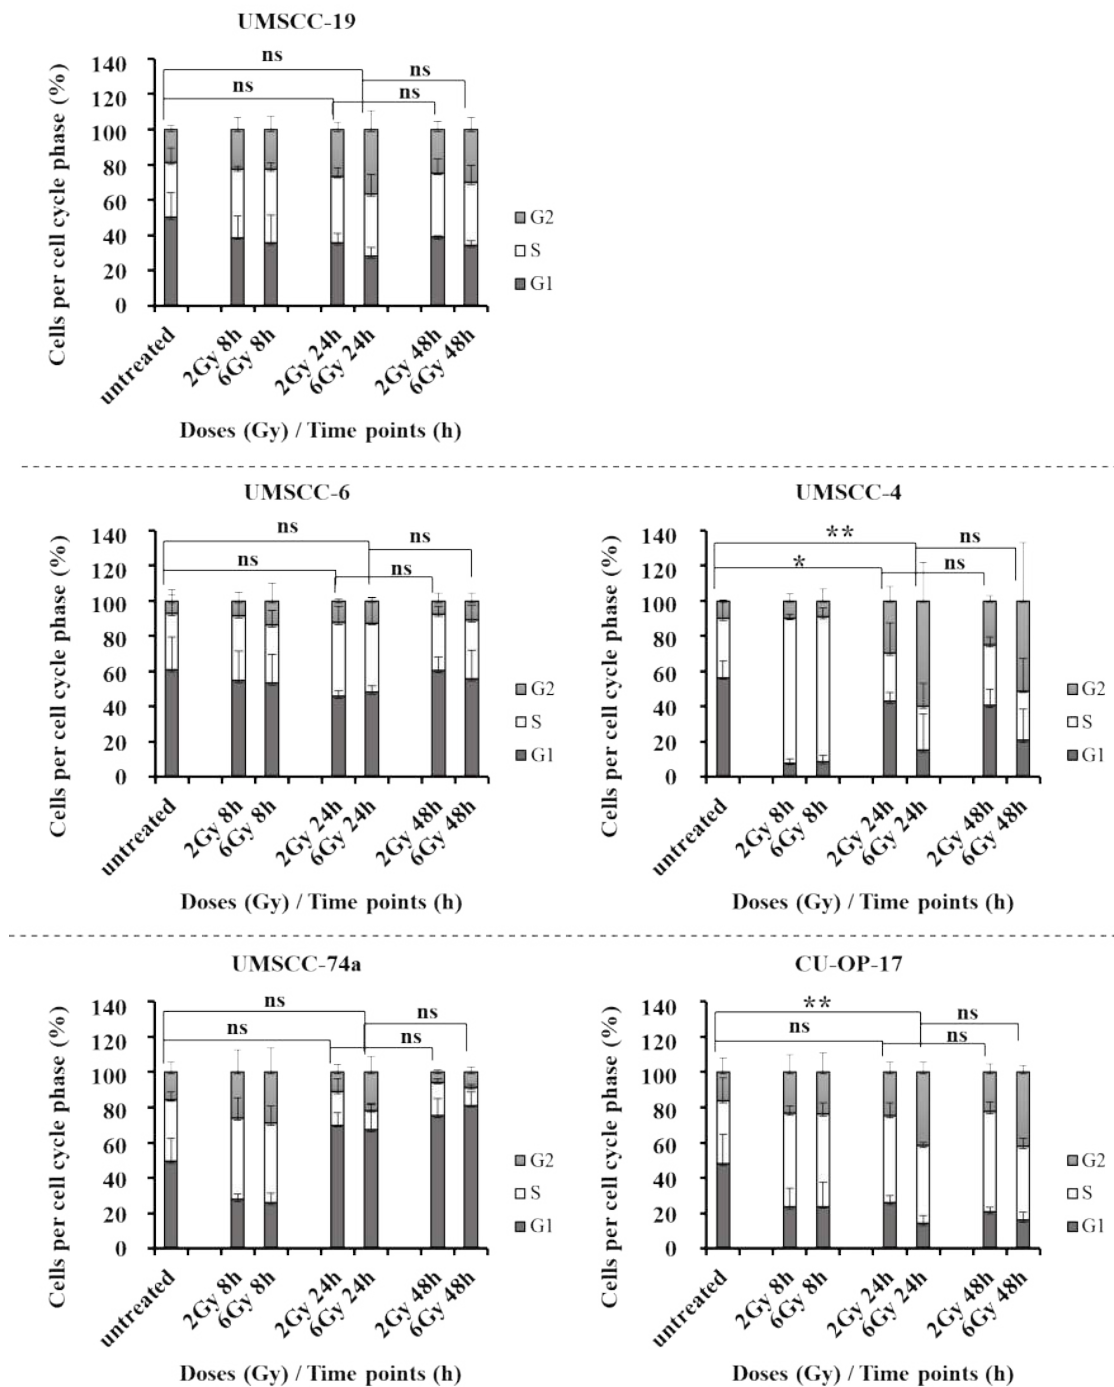 UMSCC-19
Cells per cell cycle phase (%)
140
120
100
80
60
40
20
0
ns
ns
ns
ns
G2
S
G1
untreated
2Gy 8h
6Gy 8h
2Gy 24h
6Gy 24h
2Gy 48h
6Gy 48h
Doses (Gy) / Time points (h)
UMSCC-6
Cells per cell cycle phase (%)
140
120
100
80
60
40
20
0
ns
ns
ns
ns
G2
S
G1
untreated
2Gy 8h
6Gy 8h
2Gy 24h
6Gy 24h
2Gy 48h
6Gy 48h
Doses (Gy) / Time points (h)
UMSCC-4
Cells per cell cycle phase (%)
140
120
100
80
60
40
20
0
**
ns
*
ns
G2
S
G1
untreated
2Gy 8h
6Gy 8h
2Gy 24h
6Gy 24h
2Gy 48h
6Gy 48h
Doses (Gy) / Time points (h)
UMSCC-74a
Cells per cell cycle phase (%)
140
120
100
80
60
40
20
0
ns
ns
ns
ns
G2
S
G1
untreated
2Gy 8h
6Gy 8h
2Gy 24h
6Gy 24h
2Gy 48h
6Gy 48h
Doses (Gy) / Time points (h)
CU-OP-17
Cells per cell cycle phase (%)
140
120
100
80
60
40
20
0
**
ns
ns
ns
G2
S
G1
untreated
2Gy 8h
6Gy 8h
2Gy 24h
6Gy 24h
2Gy 48h
6Gy 48h
Doses (Gy) / Time points (h)